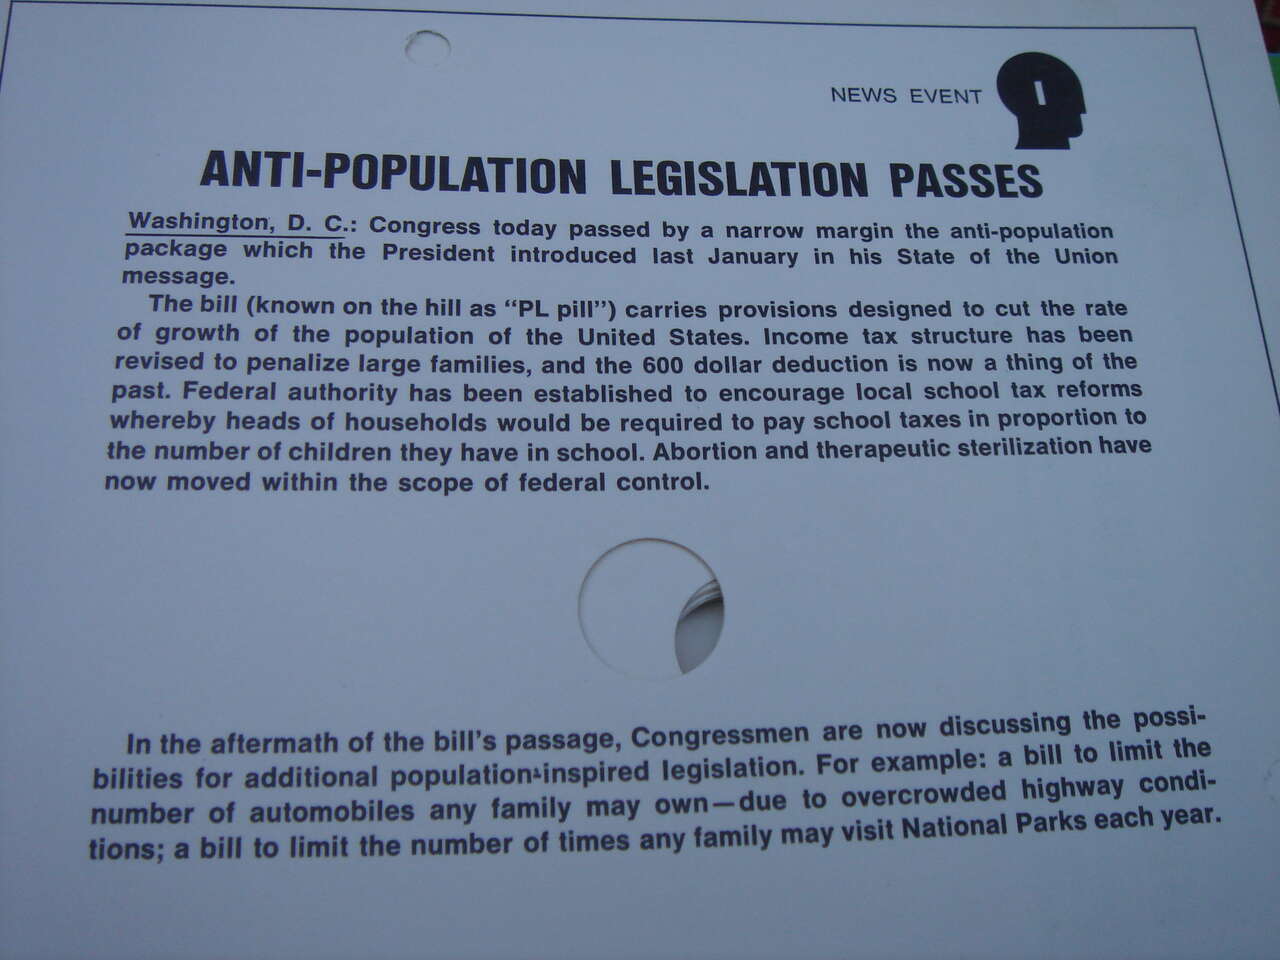 NEWS EVENT I
ANTI-POPULATION LEGISLATION PASSES
Washington, D. C.: Congress today passed by a narrow margin the anti-population
package which the President introduced last January in his State of the Union
message.
The bill (known on the hill as “PL pill”) carries provisions designed to cut the rate
of growth of the population of the United States. Income tax structure has been
revised to penalize large families, and the 600 dollar deduction is now a thing of the
past. Federal authority has been established to encourage local school tax reforms
whereby heads of households would be required to pay school taxes in proportion to
the number of children they have in school. Abortion and therapeutic sterilization have
now moved within the scope of federal control.
In the aftermath of the bill’s passage, Congressmen are now discussing the possi-
bilities for additional population-inspired legislation. For example: a bill to limit the
number of automobiles any family may own—due to overcrowded highway condi-
tions; a bill to limit the number of times any family may visit National Parks each year.